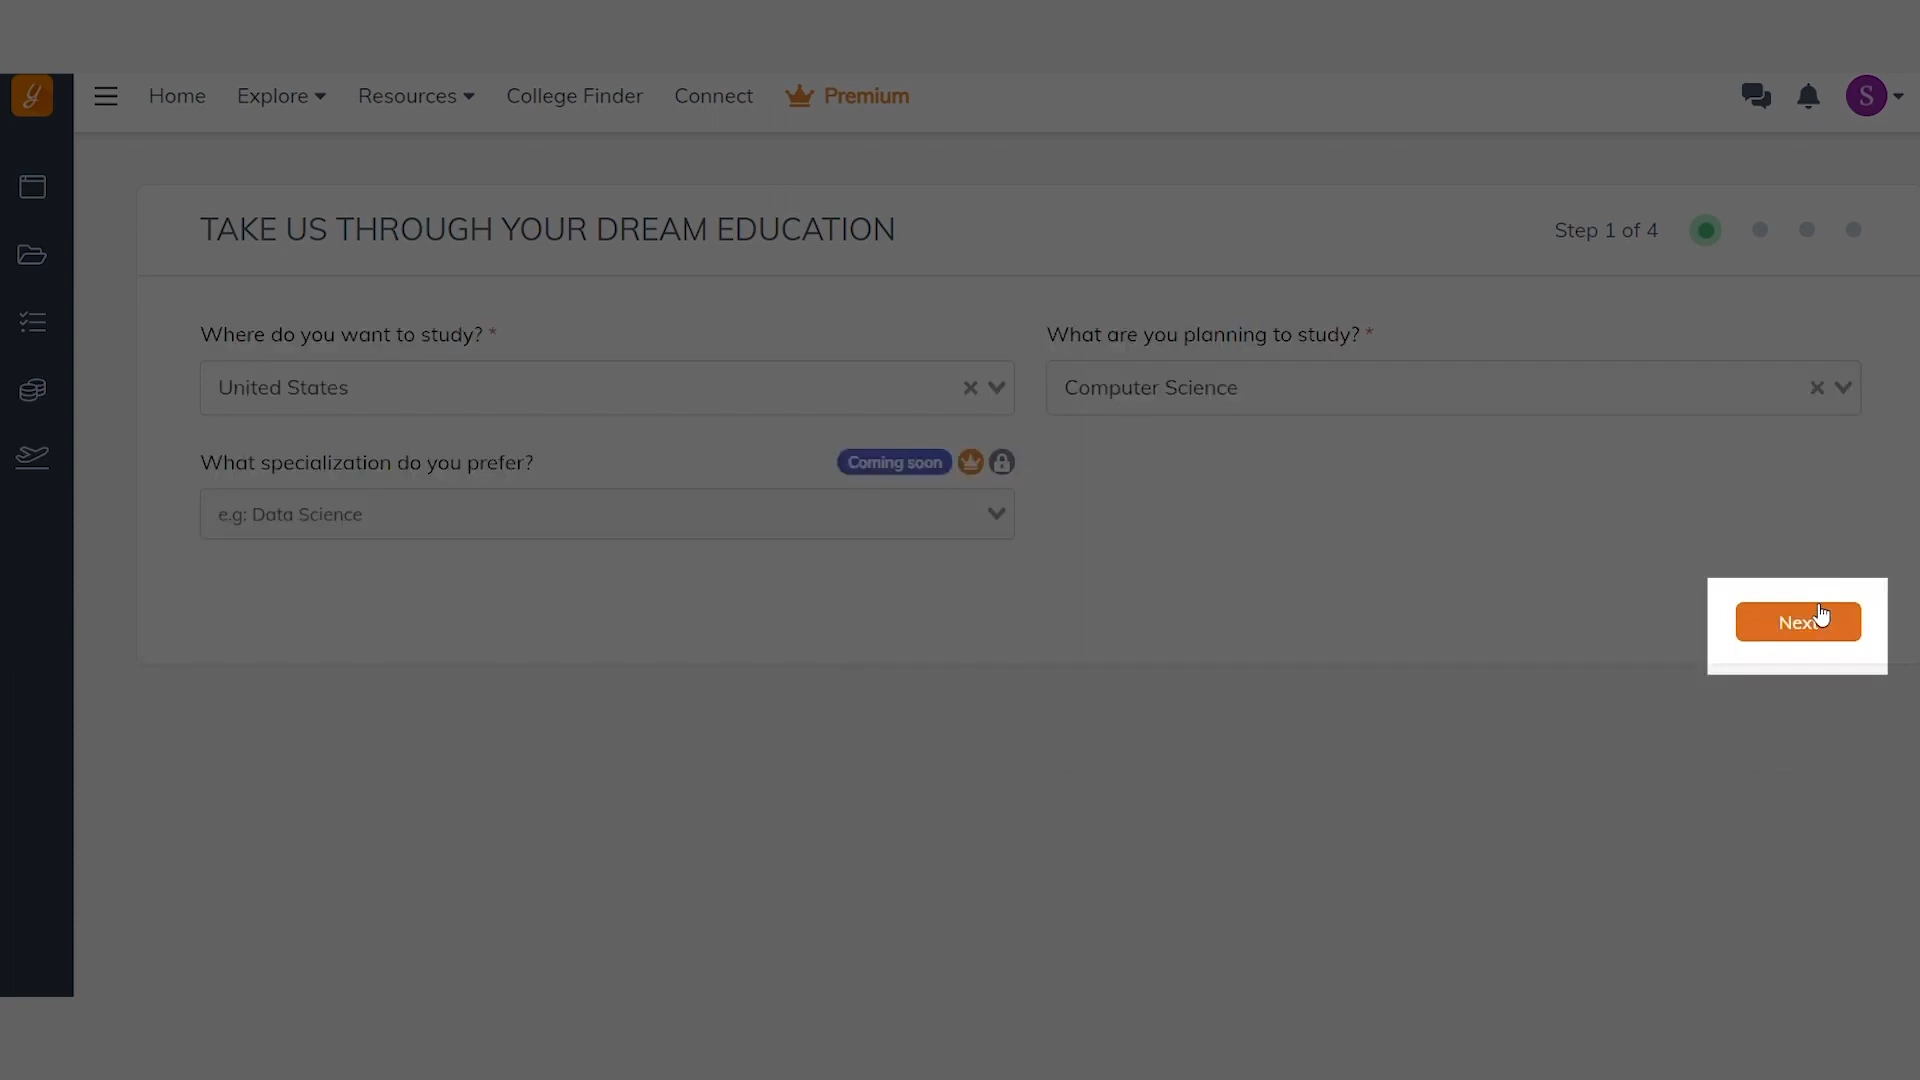 y
Home Explore Resources College Finder Connect Premium S
TAKE US THROUGH YOUR DREAM EDUCATION
Step 1 of 4
Where do you want to study? *
What are you planning to study? *
United States
Computer Science
What specialization do you prefer?
Coming soon
e.g: Data Science
Next